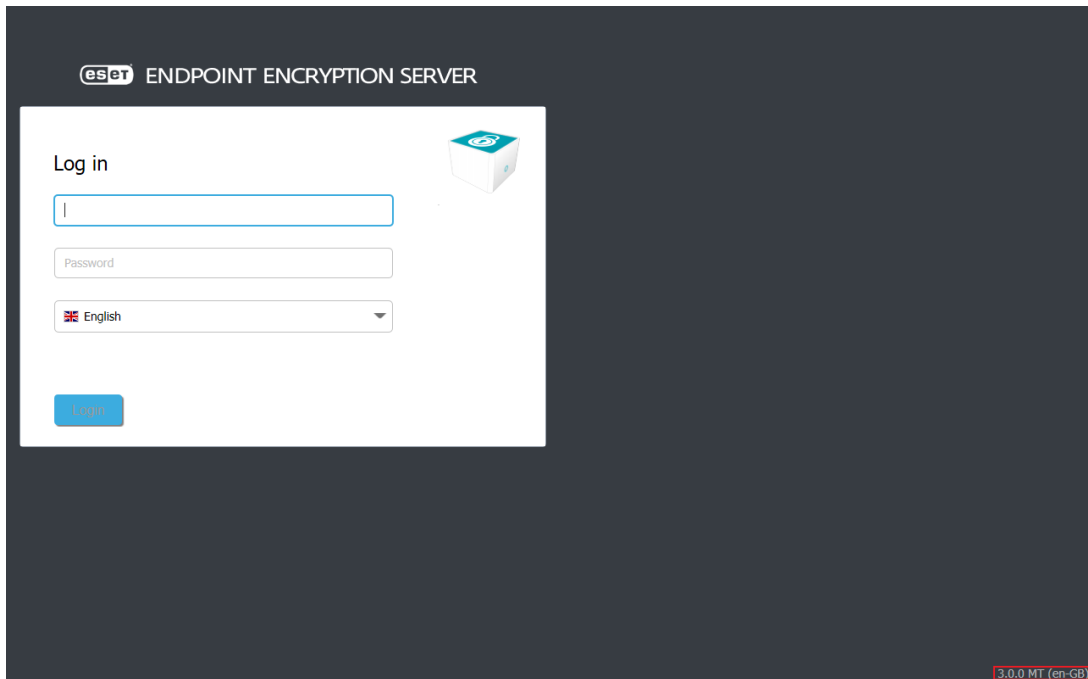 eset ENDPOINT ENCRYPTION SERVER
Log in
Password
English
Login
3.0.0 MT (en-GB)